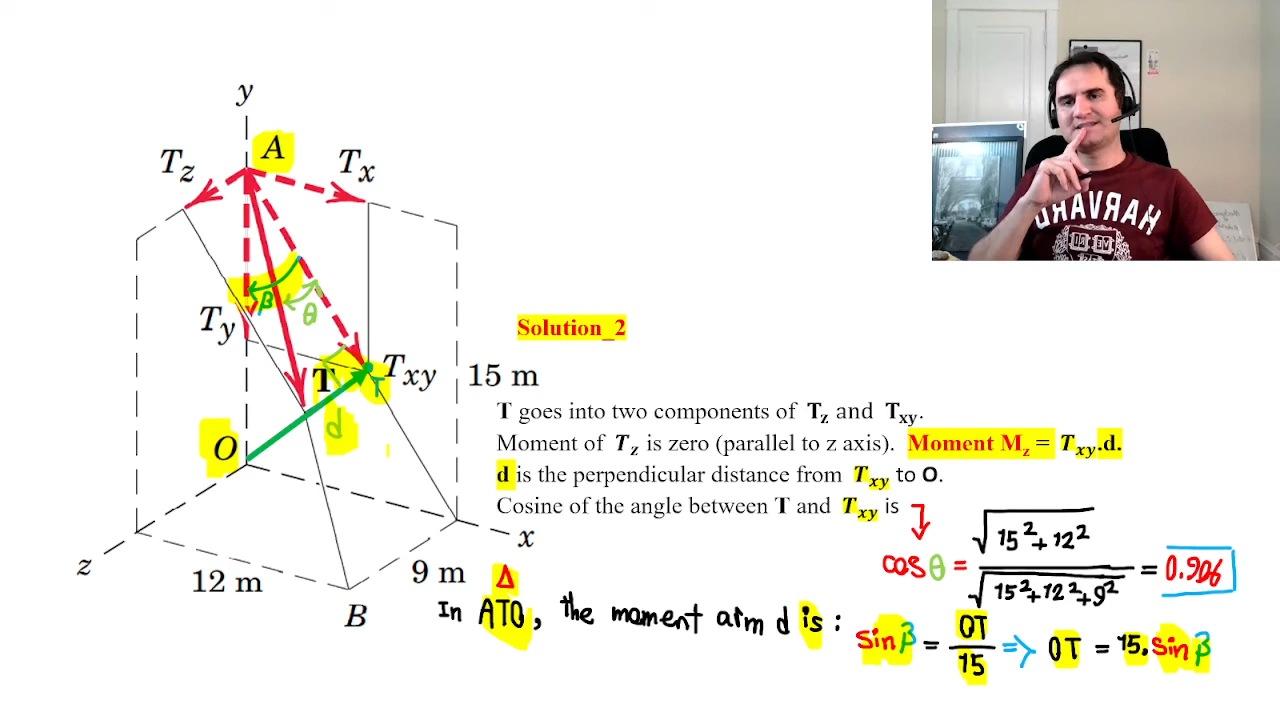 y
A
T_z
T_x
β
θ
T_y
T
T_xy
T
15 m
d
O
x
z
12 m
9 m
B
HARVARD
Solution_2
T goes into two components of T_z and T_xy.
Moment of T_z is zero (parallel to z axis). Moment M_z = T_xy.d.
d is the perpendicular distance from T_xy to O.
Cosine of the angle between T and T_xy is
cos θ = √(15²+12²) / √(15²+12²+9²) = 0.906
Δ
In ATO, the moment arm d is :
sin β = OT / 15 ⇒ OT = 15. sin β